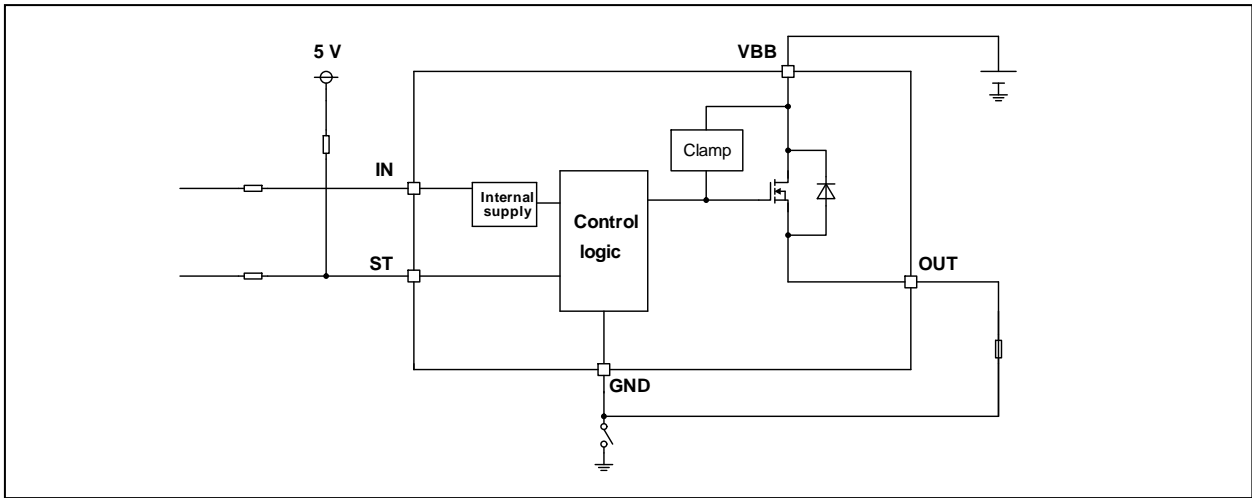 5 V
VBB
Clamp
IN
Internal
supply
Control
logic
ST
OUT
GND